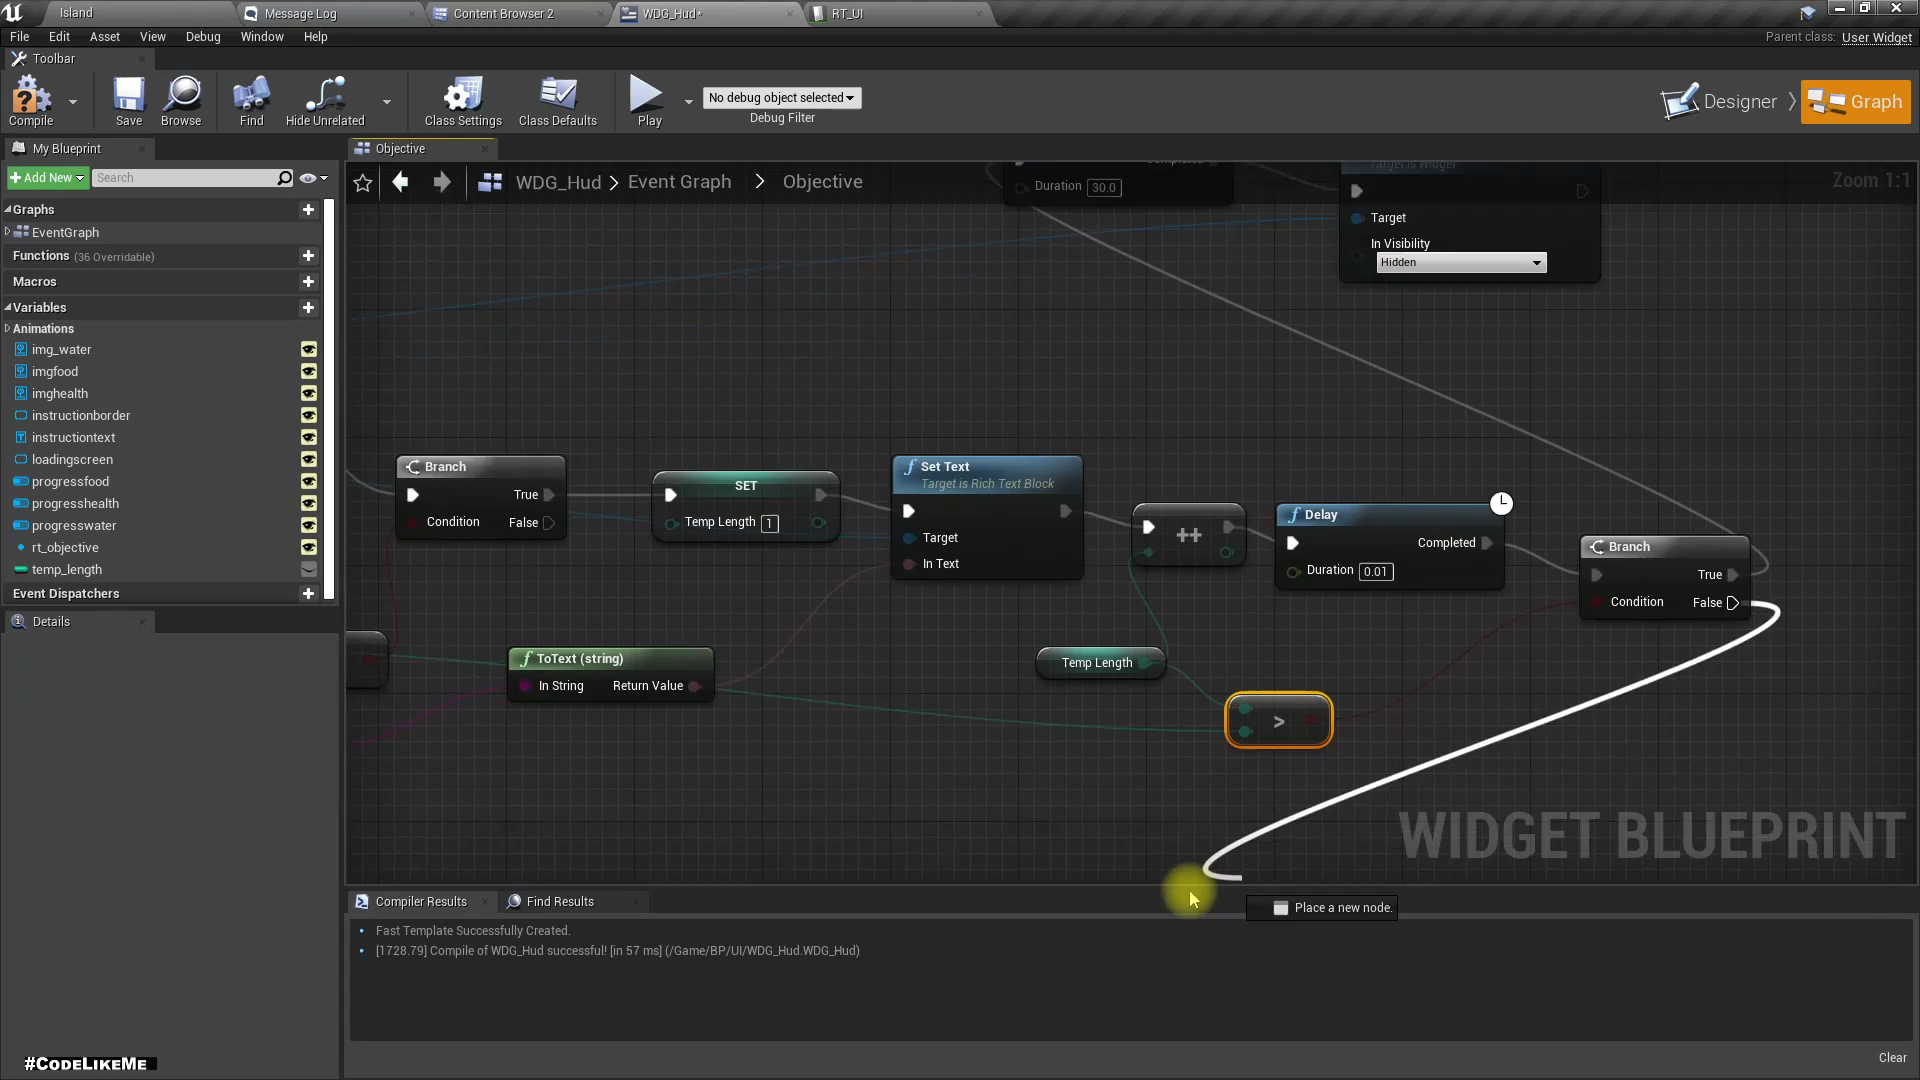 Island
Message Log
Content Browser 2
WDG_Hud*
RT_UI
File Edit Asset View Window Debug Window Help
Parent class: User Widget
Toolbar
Compile
Save
Browse
Find
Hide Unrelated
Class Settings
Class Defaults
Play
No debug object selected
Debug Filter
Designer
Graph
My Blueprint
Objective
+Add New
Search
WDG_Hud > Event Graph > Objective
Zoom 1:1
Graphs
EventGraph
Functions (36 Overridable)
Macros
Variables
Animations
img_water
imgfood
imghealth
instructionborder
instructiontext
loadingscreen
progressfood
progresshealth
progresswater
rt_objective
temp_length
Event Dispatchers
Details
Completed
Duration 30.0
Target is Widget
Target
In Visibility
Hidden
Branch
True
Condition
False
SET
Temp Length 1
Set Text
Target is Rich Text Block
Target
In Text
++
Delay
Completed
Duration 0.01
Branch
True
Condition
False
ToText (string)
In String
Return Value
Temp Length
>
WIDGET BLUEPRINT
Place a new node.
Compiler Results
Find Results
Fast Template Successfully Created.
[1728.79] Compile of WDG_Hud successful! [in 57 ms] (/Game/BP/UI/WDG_Hud.WDG_Hud)
Clear
#CodeLikeMe